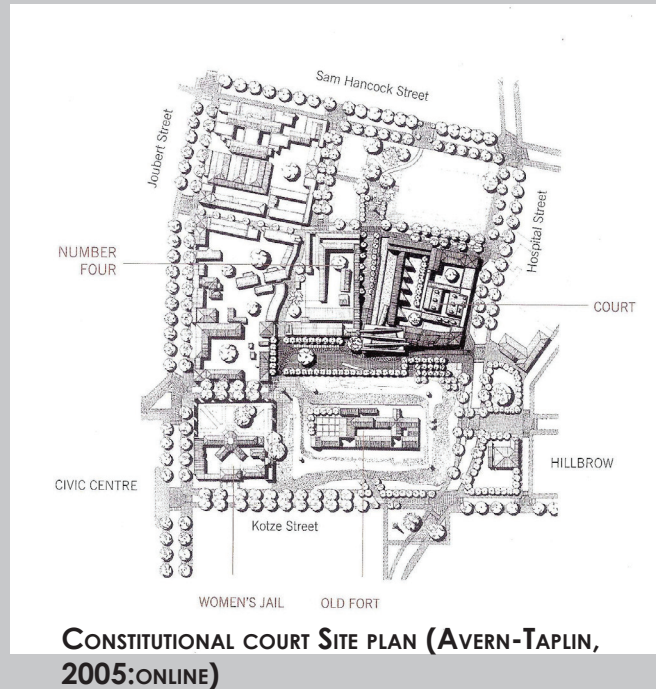 Sam Hancock Street
Joubert Street
Hospital Street
NUMBER
FOUR
COURT
HILLBROW
CIVIC CENTRE
Kotze Street
WOMEN'S JAIL
OLD FORT
CONSTITUTIONAL COURT SITE PLAN (AVERN-TAPLIN,
2005:ONLINE)